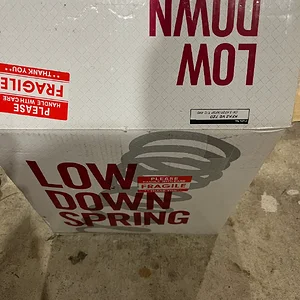 LOW
DOWN
PLEASE
HANDLE WITH CARE
FRAGILE
" THANK YOU "
LOW
DOWN
SPRING
PLEASE
FRAGILE